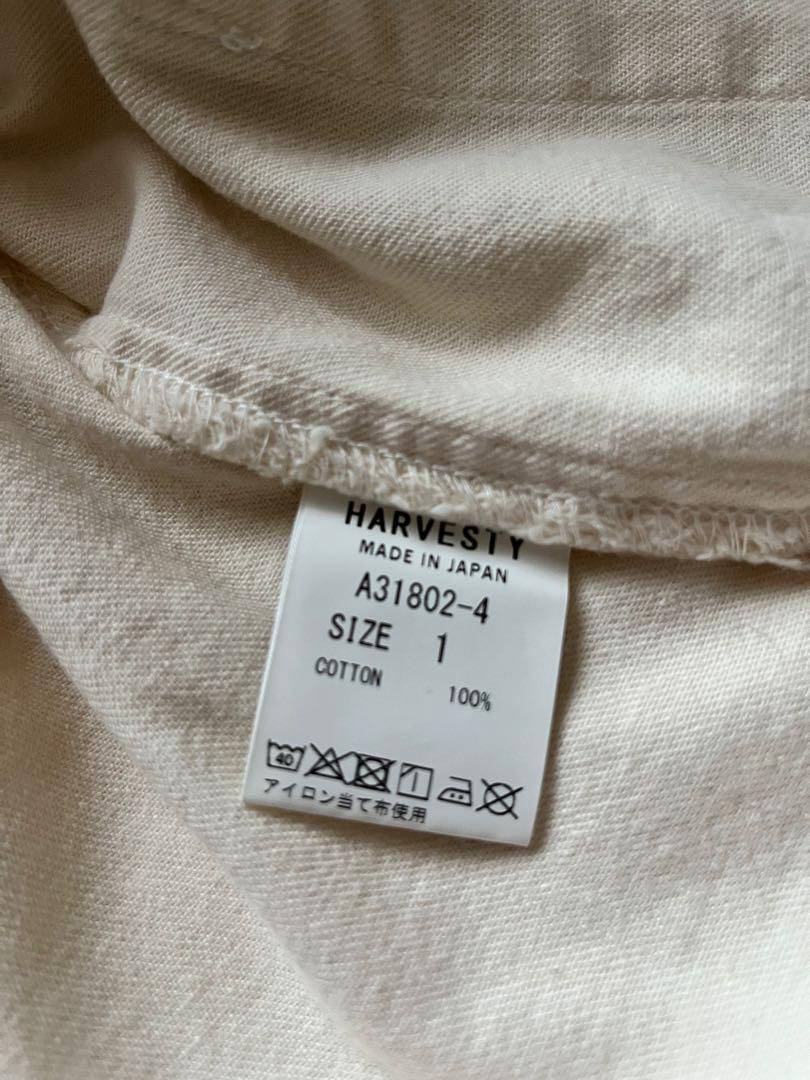 HARVESTY
MADE IN JAPAN
A31802-4
SIZE 1
COTTON 100%
40
アイロン当て布使用